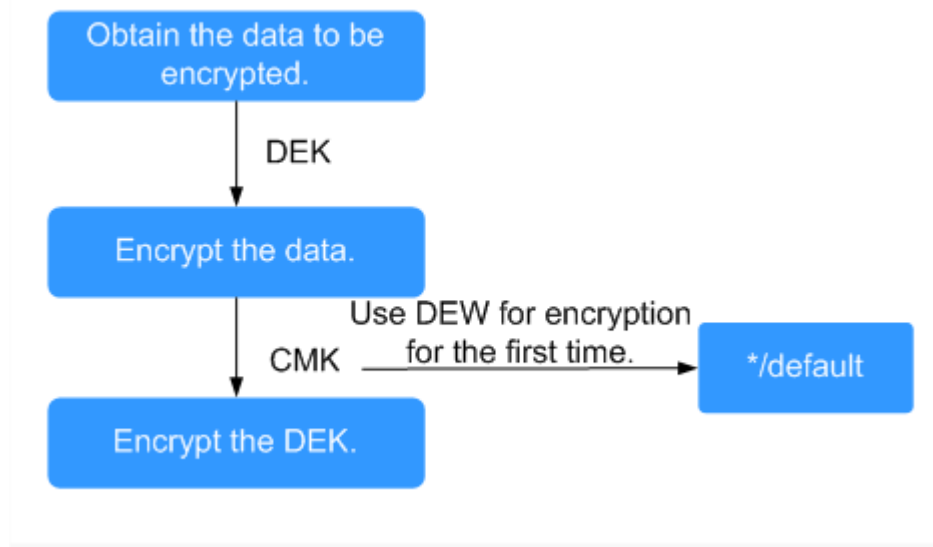 Obtain the data to be
encrypted.
DEK
Encrypt the data.
Use DEW for encryption
for the first time.
CMK
*/default
Encrypt the DEK.